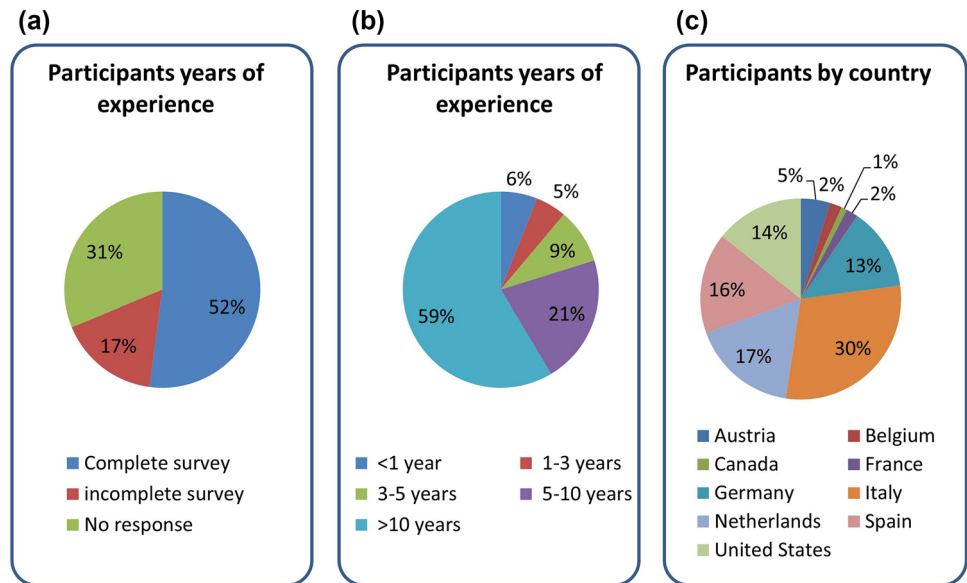 (a)
Participants years of
experience
31%
52%
17%
Complete survey
incomplete survey
No response
(b)
Participants years of
experience
6%
5%
9%
59%
21%
<1 year
1-3 years
3-5 years
5-10 years
>10 years
(c)
Participants by country
1%
5%
2%
2%
14%
13%
16%
30%
17%
Austria
Belgium
Canada
France
Germany
Italy
Netherlands
Spain
United States